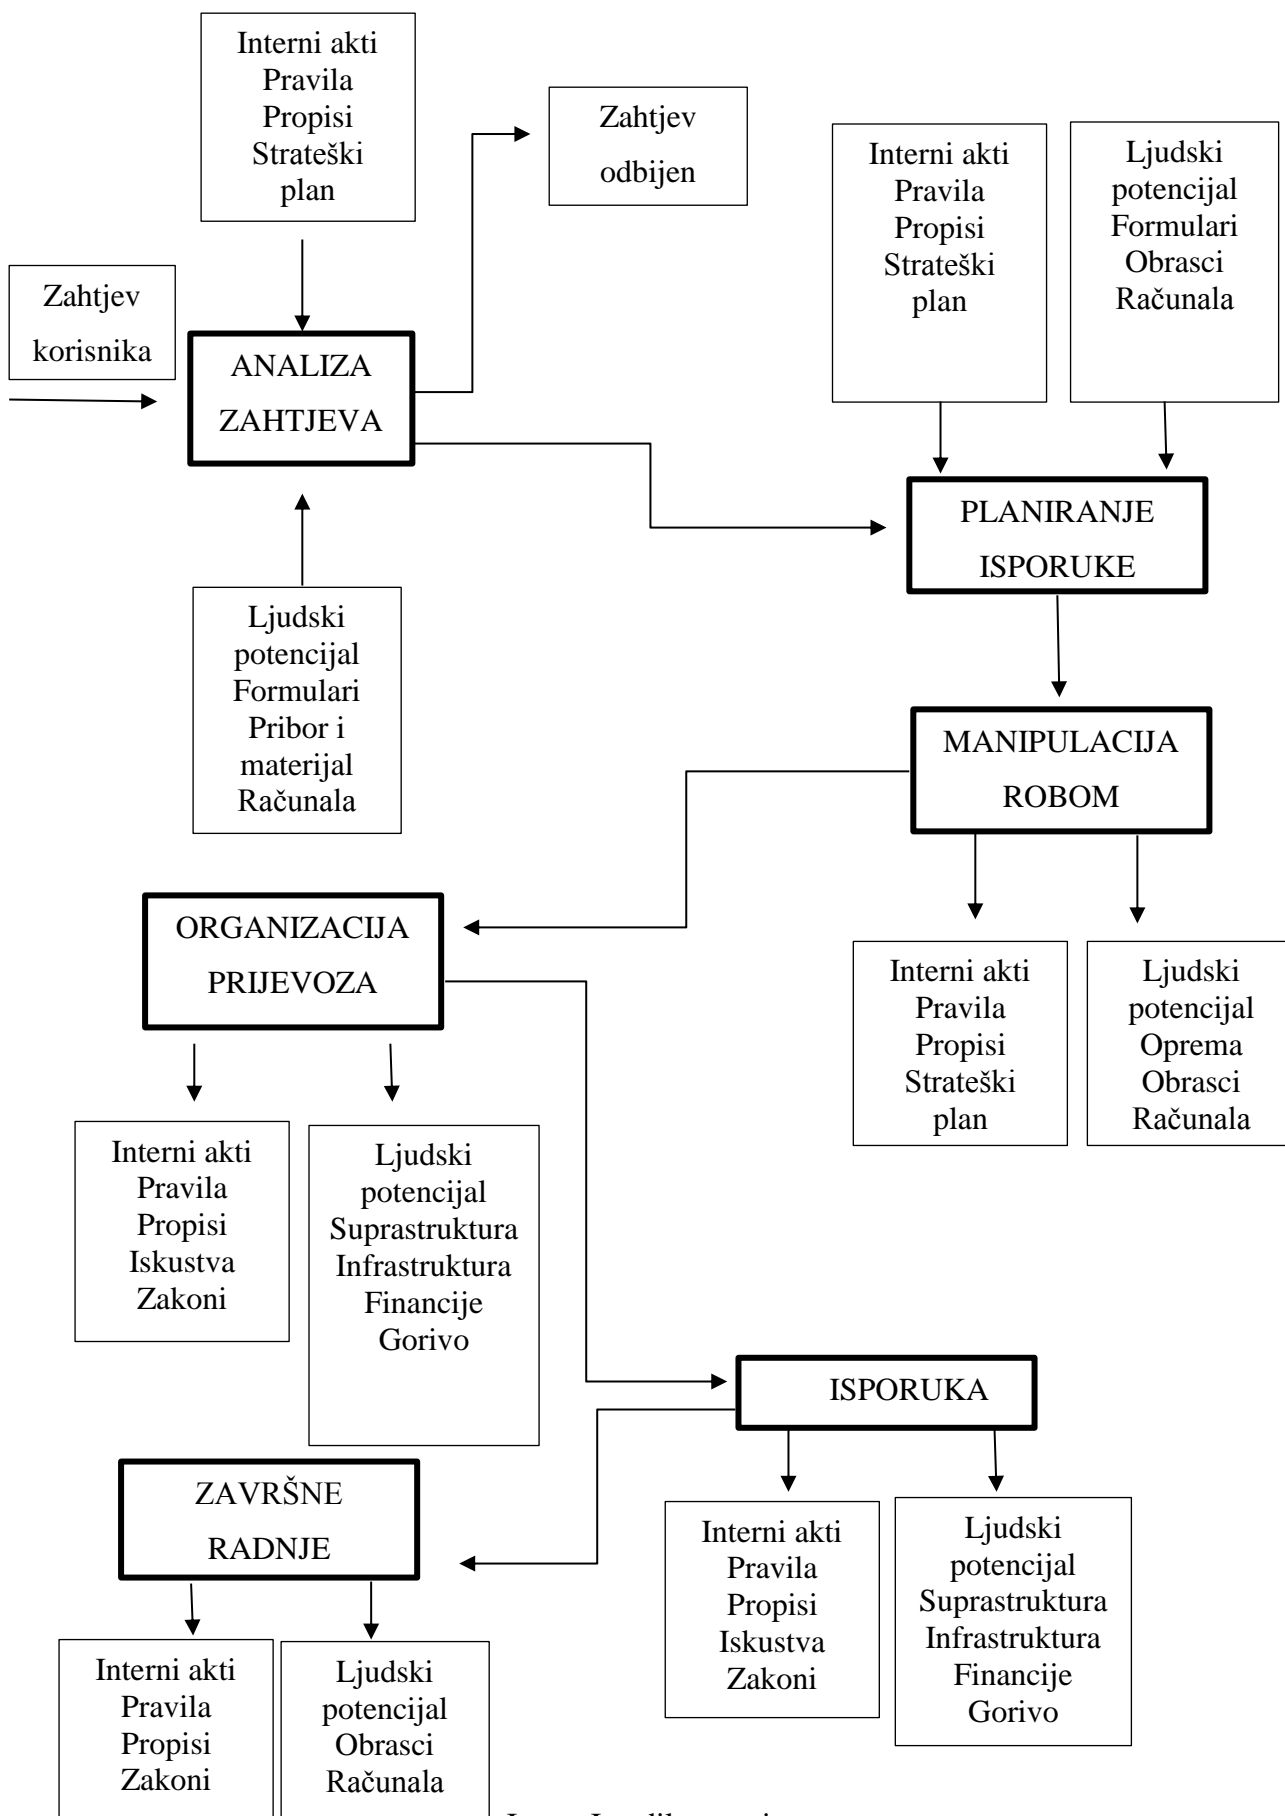 Interni akti
Pravila
Propisi
Strateški
plan
Zahtjev
odbijen
Interni akti
Pravila
Propisi
Strateški
plan
Ljudski
potencijal
Formulari
Obrasci
Računala
Zahtjev
korisnika
ANALIZA
ZAHTJEVA
PLANIRANJE
ISPORUKE
Ljudski
potencijal
Formulari
Pribor i
materijal
Računala
MANIPULACIJA
ROBOM
ORGANIZACIJA
PRIJEVOZA
Interni akti
Pravila
Propisi
Strateški
plan
Ljudski
potencijal
Oprema
Obrasci
Računala
Interni akti
Pravila
Propisi
Iskustva
Zakoni
Ljudski
potencijal
Suprastruktura
Infrastruktura
Financije
Gorivo
ISPORUKA
ZAVRŠNE
RADNJE
Interni akti
Pravila
Propisi
Iskustva
Zakoni
Ljudski
potencijal
Suprastruktura
Infrastruktura
Financije
Gorivo
Interni akti
Pravila
Propisi
Zakoni
Ljudski
potencijal
Obrasci
Računala